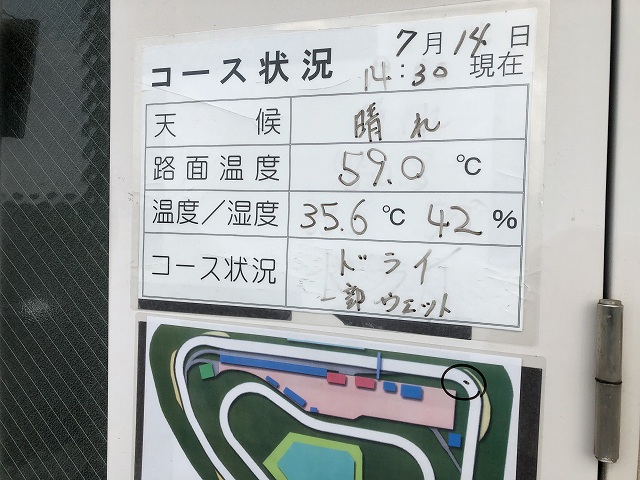 コース状況 7月14日
14:30現在
天候 晴れ
路面温度 59.0 ℃
温度/湿度 35.6 ℃ 42 %
コース状況 ドライ
一部ウェット